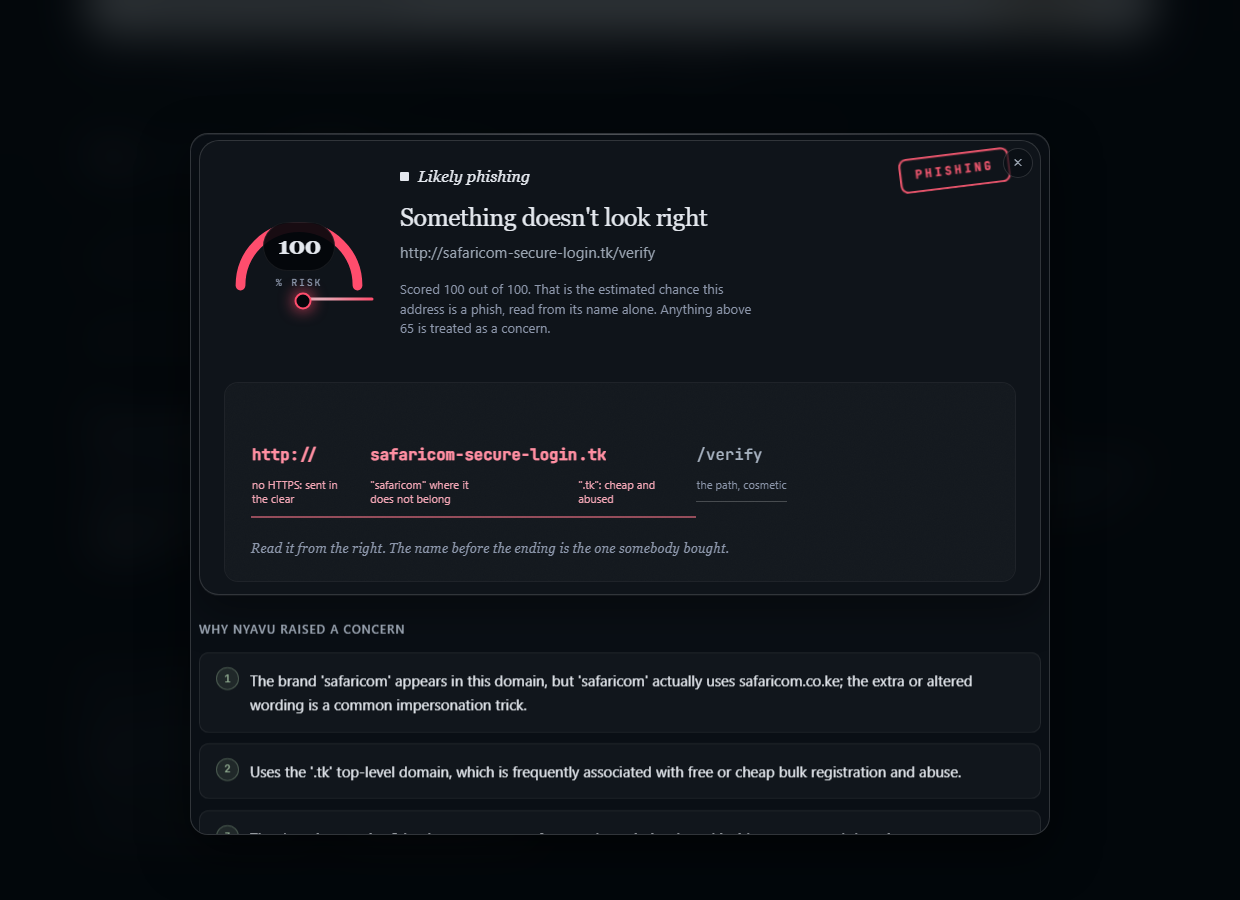 PHISHING
×
Likely phishing
Something doesn't look right
http://safaricom-secure-login.tk/verify
100
% RISK
Scored 100 out of 100. That is the estimated chance this
address is a phish, read from its name alone. Anything above
65 is treated as a concern.
http://
safaricom-secure-login.tk
/verify
no HTTPS: sent in
the clear
"safaricom" where it
does not belong
".tk": cheap and
abused
the path, cosmetic
Read it from the right. The name before the ending is the one somebody bought.
WHY NYAVU RAISED A CONCERN
1
The brand 'safaricom' appears in this domain, but 'safaricom' actually uses safaricom.co.ke; the extra or altered
wording is a common impersonation trick.
2
Uses the '.tk' top-level domain, which is frequently associated with free or cheap bulk registration and abuse.